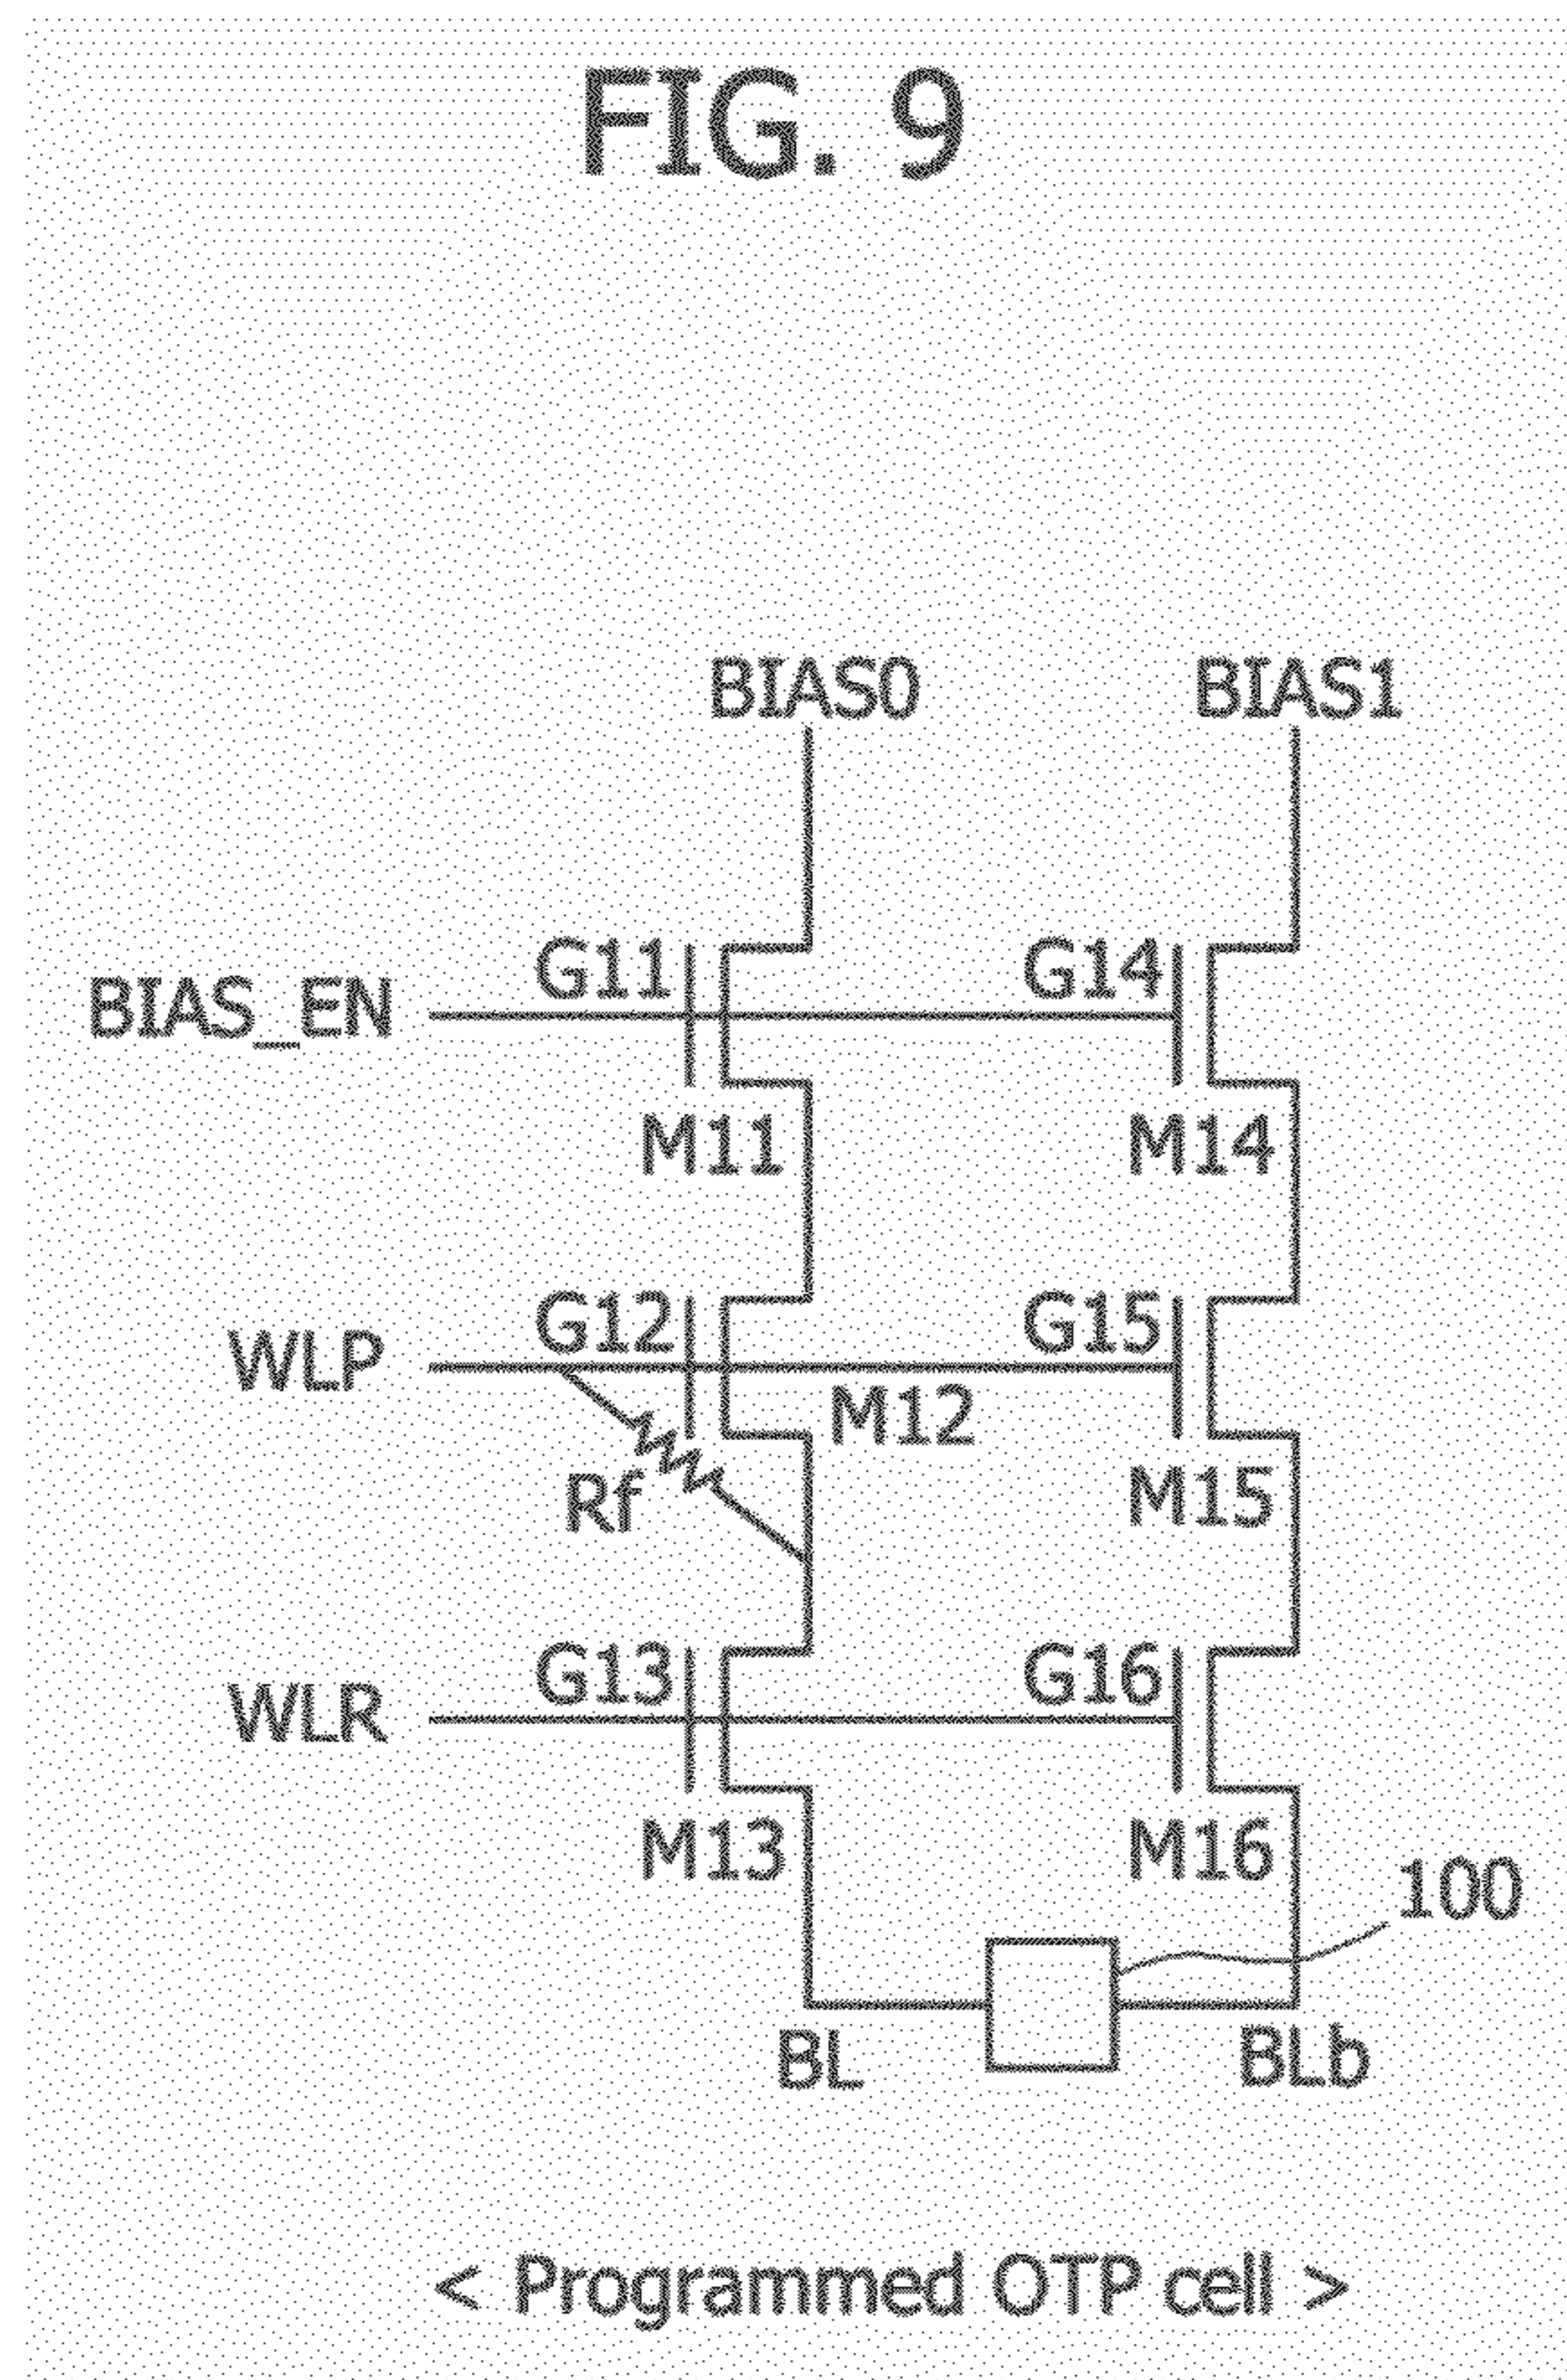 FIG. 9
BIAS0 BIAS1
G11 G14
BIAS_EN
M11 M14
G12 G15
WLP
M12
Rf M15
G13 G16
WLR
M13 M16
100
BL BLb
< Programmed OTP cell >